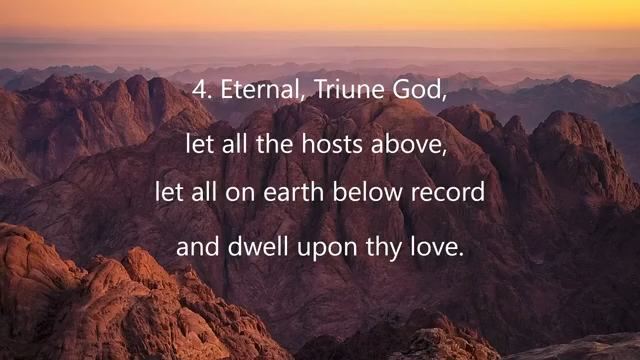 4. Eternal, Triune God,
let all the hosts above,
let all on earth below record
and dwell upon thy love.